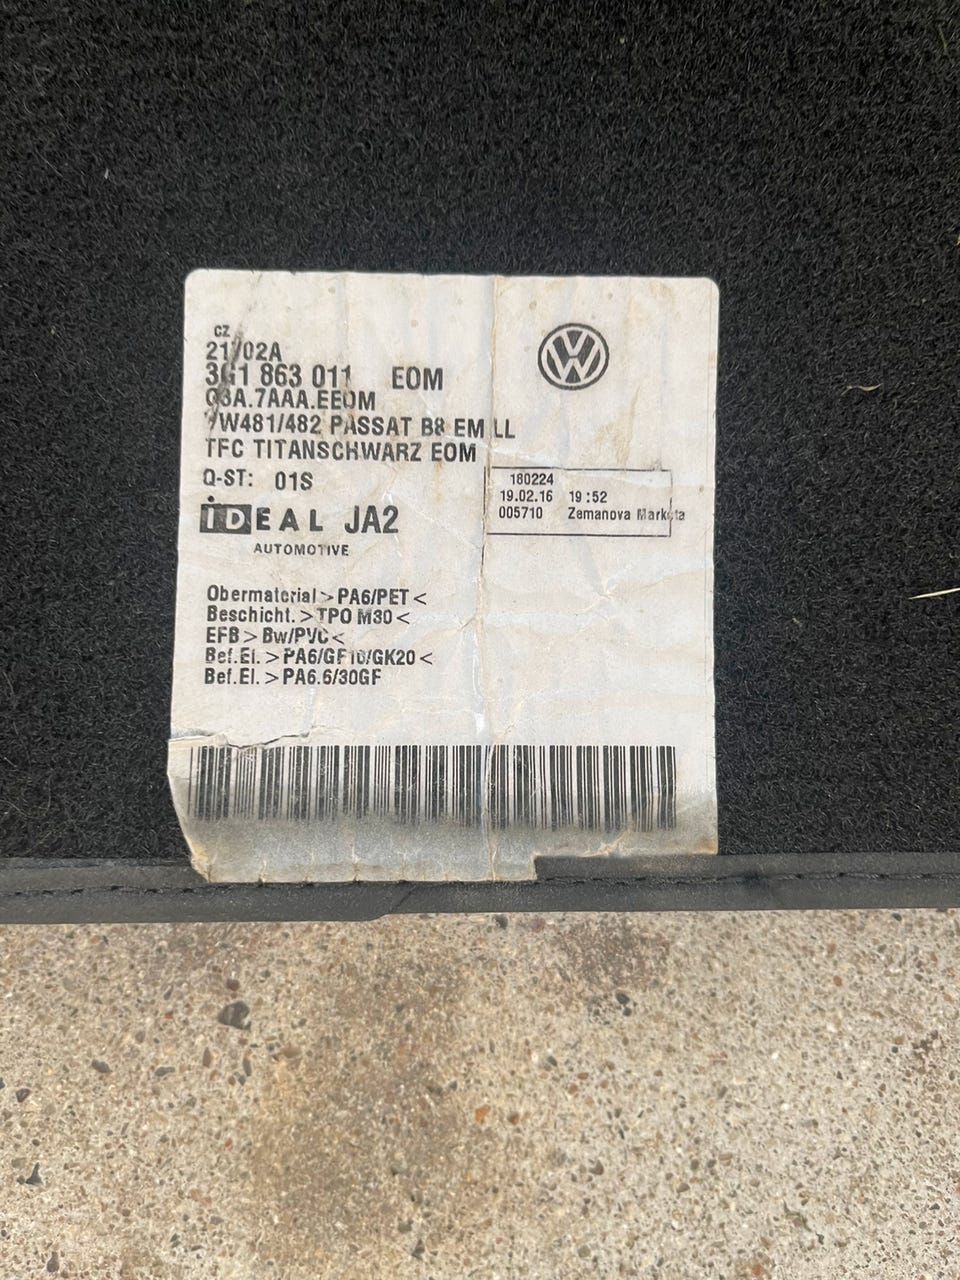 CZ
21/02A
3G1 863 011 EOM
03A.7AAA.EEOM
VW481/482 PASSAT B8 EM LL
TFC TITANSCHWARZ EOM
Q-ST: 01S
180224
19.02.16 19:52
005710 Zemanova Marketa
iDEAL JA2
AUTOMOTIVE
Obermaterial >PA6/PET<
Beschicht. >TPO M30<
EFB> Bw/PVC<
Bef.El. >PA6/GF10/GK20<
Bef.El. >PA6.6/30GF